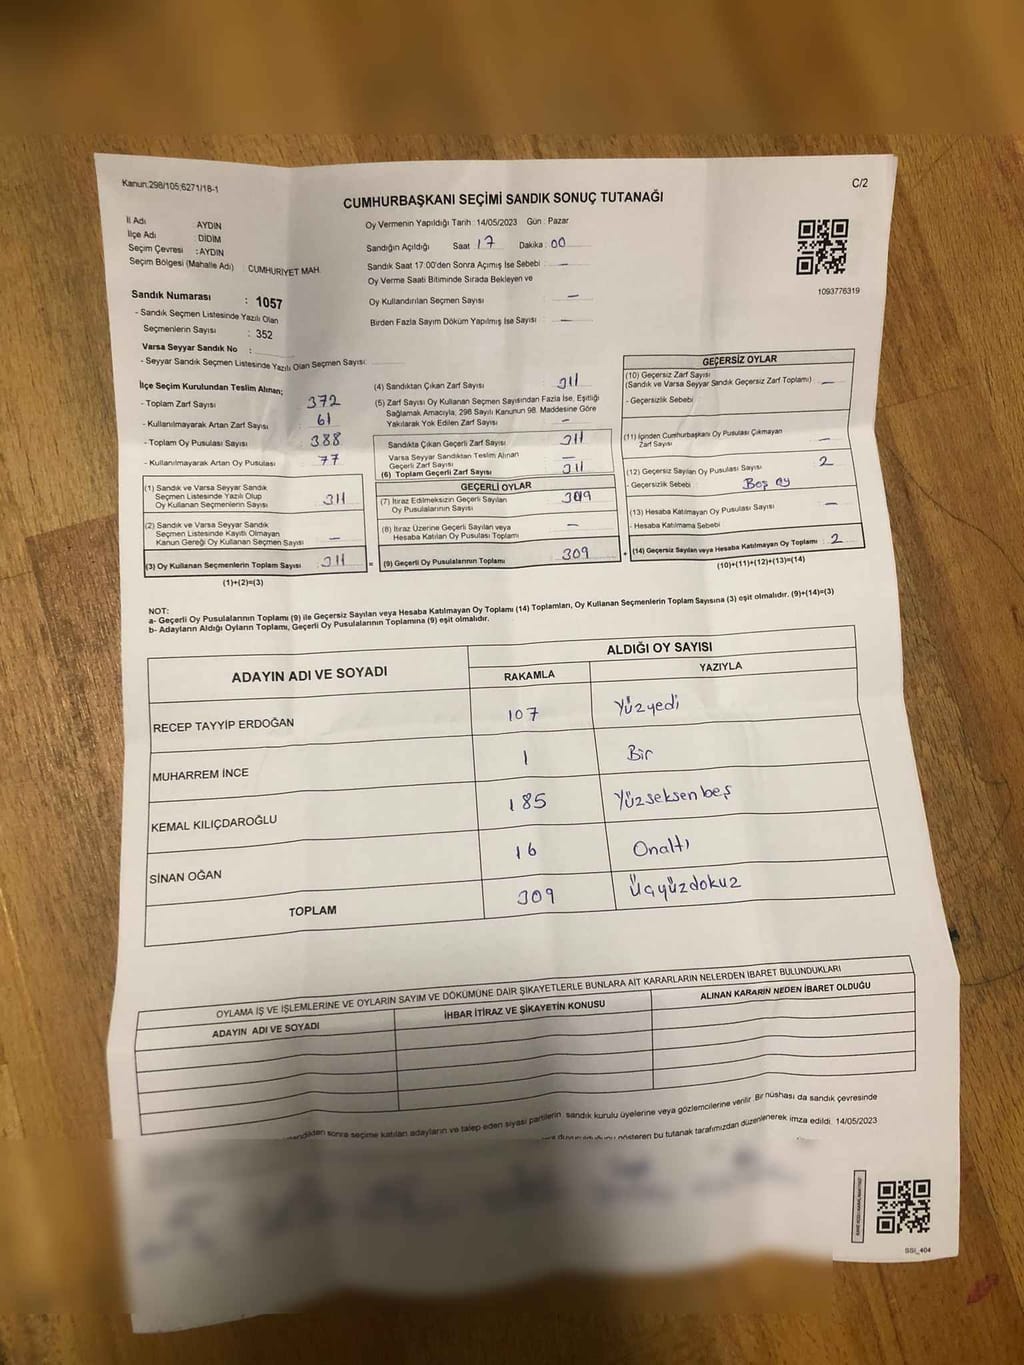 Kanun:298/105;6271/18-1
C/2
CUMHURBAŞKANI SEÇİMİ SANDIK SONUÇ TUTANAĞI
İl Adı : AYDIN
İlçe Adı : DİDİM
Seçim Çevresi : AYDIN
Seçim Bölgesi (Mahalle Adı) : CUMHURİYET MAH.
Oy Vermenin Yapıldığı Tarih : 14/05/2023 Gün : Pazar
Sandığın Açıldığı Saat 17 Dakika : 00
Sandık Saat 17:00'den Sonra Açımış İse Sebebi : —
Oy Verme Saati Bitiminde Sırada Bekleyen ve
Oy Kullandırılan Seçmen Sayısı —
Birden Fazla Sayım Döküm Yapılmış İse Sayısı : —
1093776319
Sandık Numarası : 1057
- Sandık Seçmen Listesinde Yazılı Olan
Seçmenlerin Sayısı : 352
Varsa Seyyar Sandık No :
- Seyyar Sandık Seçmen Listesinde Yazılı Olan Seçmen Sayısı:
İlçe Seçim Kurulundan Teslim Alınan;
- Toplam Zarf Sayısı 372
- Kullanılmayarak Artan Zarf Sayısı 61
- Toplam Oy Pusulası Sayısı 388
- Kullanılmayarak Artan Oy Pusulası 77
(1) Sandık ve Varsa Seyyar Sandık
Seçmen Listesinde Yazılı Olup
Oy Kullanan Seçmenlerin Sayısı 311
(2) Sandık ve Varsa Seyyar Sandık
Seçmen Listesinde Kayıtlı Olmayan
Kanun Gereği Oy Kullanan Seçmen Sayısı —
(3) Oy Kullanan Seçmenlerin Toplam Sayısı 311
(1)+(2)=(3)
(4) Sandıktan Çıkan Zarf Sayısı 311
(5) Zarf Sayısı Oy Kullanan Seçmen Sayısından Fazla İse, Eşitliği
Sağlamak Amacıyla, 298 Sayılı Kanunun 98. Maddesine Göre
Yakılarak Yok Edilen Zarf Sayısı —
Sandıkta Çıkan Geçerli Zarf Sayısı 311
Varsa Seyyar Sandıktan Teslim Alınan
Geçerli Zarf Sayısı —
(6) Toplam Geçerli Zarf Sayısı 311
GEÇERLİ OYLAR
(7) İtiraz Edilmeksizin Geçerli Sayılan
Oy Pusulalarının Sayısı 309
(8) İtiraz Üzerine Geçerli Sayılan veya
Hesaba Katılan Oy Pusulası Toplamı —
= (9) Geçerli Oy Pusulalarının Toplamı 309
GEÇERSİZ OYLAR
(10) Geçersiz Zarf Sayısı
(Sandık ve Varsa Seyyar Sandık Geçersiz Zarf Toplamı) —
- Geçersizlik Sebebi
(11) İçinden Cumhurbaşkanı Oy Pusulası Çıkmayan
Zarf Sayısı —
(12) Geçersiz Sayılan Oy Pusulası Sayısı 2
- Geçersizlik Sebebi Boş oy
(13) Hesaba Katılmayan Oy Pusulası Sayısı —
- Hesaba Katılmama Sebebi
+ (14) Geçersiz Sayılan veya Hesaba Katılmayan Oy Toplamı 2
(10)+(11)+(12)+(13)=(14)
NOT:
a- Geçerli Oy Pusulalarının Toplamı (9) ile Geçersiz Sayılan veya Hesaba Katılmayan Oy Toplamı (14) Toplamları, Oy Kullanan Seçmenlerin Toplam Sayısına (3) eşit olmalıdır. (9)+(14)=(3)
b- Adayların Aldığı Oyların Toplamı, Geçerli Oy Pusulalarının Toplamına (9) eşit olmalıdır.
ADAYIN ADI VE SOYADI ALDIĞI OY SAYISI
RAKAMLA YAZIYLA
RECEP TAYYİP ERDOĞAN 107 Yüzyedi
MUHARREM İNCE 1 Bir
KEMAL KILIÇDAROĞLU 185 Yüzseksenbeş
SİNAN OĞAN 16 Onaltı
TOPLAM 309 Üçyüzdokuz
OYLAMA İŞ VE İŞLEMLERİNE VE OYLARIN SAYIM VE DÖKÜMÜNE DAİR ŞİKAYETLERLE BUNLARA AİT KARARLARIN NELERDEN İBARET BULUNDUKLARI
ADAYIN ADI VE SOYADI İHBAR İTİRAZ VE ŞİKAYETİN KONUSU ALINAN KARARIN NEDEN İBARET OLDUĞU
sonra seçime katılan adayların ve talep eden siyasi partilerin sandık kurulu üyelerine veya gözlemcilerine verilir. Bir nüshası da sandık çevresinde
gösteren bu tutanak tarafımızdan düzenlenerek imza edildi. 14/05/2023
SSI_404